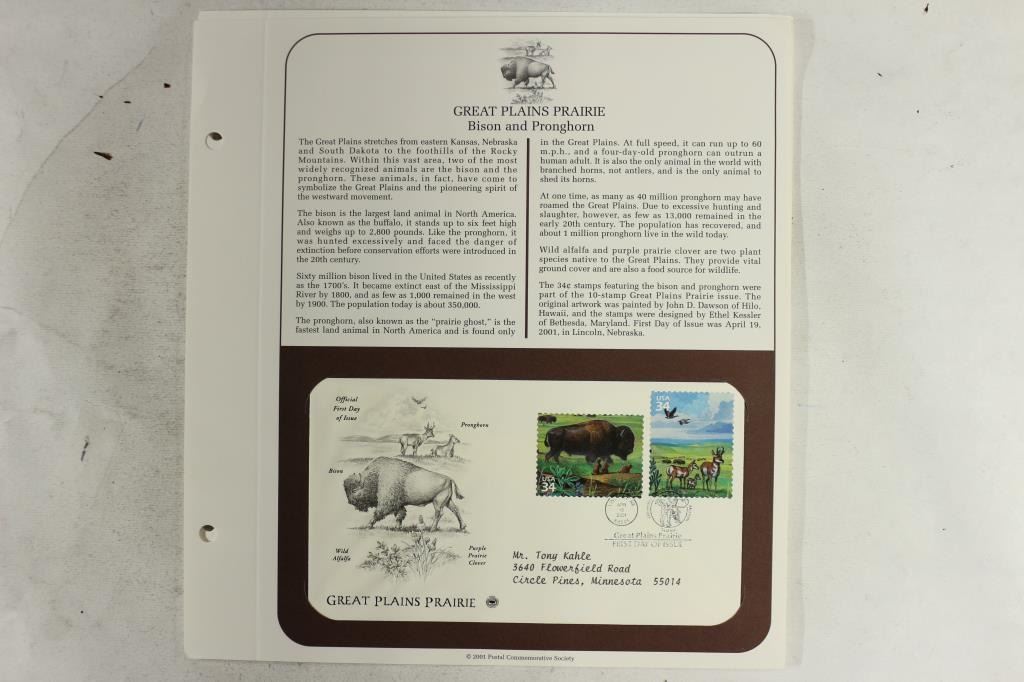 GREAT PLAINS PRAIRIE
Bison and Pronghorn
The Great Plains stretches from eastern Kansas, Nebraska
and South Dakota to the foothills of the Rocky
Mountains. Within this vast area, two of the most
widely recognized animals are the bison and the
pronghorn. These animals, in fact, have come to
symbolize the Great Plains and the pioneering spirit of
the westward movement.
The bison is the largest land animal in North America.
Also known as the buffalo, it stands up to six feet high
and weighs up to 2,800 pounds. Like the pronghorn, it
was hunted excessively and faced the danger of
extinction before conservation efforts were introduced in
the 20th century.
Sixty million bison lived in the United States as recently
as the 1700's. It became extinct east of the Mississippi
River by 1800, and as few as 1,000 remained in the west
by 1900. The population today is about 350,000.
The pronghorn, also known as the "prairie ghost," is the
fastest land animal in North America and is found only
in the Great Plains. At full speed, it can run up to 60
m.p.h., and a four-day-old pronghorn can outrun a
human adult. It is also the only animal in the world with
branched horns, not antlers, and is the only animal to
shed its horns.
At one time, as many as 40 million pronghorn may have
roamed the Great Plains. Due to excessive hunting and
slaughter, however, as few as 13,000 remained in the
early 20th century. The population has recovered, and
about 1 million pronghorn live in the wild today.
Wild alfalfa and purple prairie clover are two plant
species native to the Great Plains. They provide vital
ground cover and are also a food source for wildlife.
The 34¢ stamps featuring the bison and pronghorn were
part of the 10-stamp Great Plains Prairie issue. The
original artwork was painted by John D. Dawson of Hilo,
Hawaii, and the stamps were designed by Ethel Kessler
of Bethesda, Maryland. First Day of Issue was April 19,
2001, in Lincoln, Nebraska.
Official
First Day
of Issue
Pronghorn
Bison
Wild
Alfalfa
Purple
Prairie
Clover
GREAT PLAINS PRAIRIE
USA
34
USA
34
Great Plains Prairie
FIRST DAY OF ISSUE
Mr. Tony Kahle
3640 Flowerfield Road
Circle Pines, Minnesota 55014
© 2001 Postal Commemorative Society